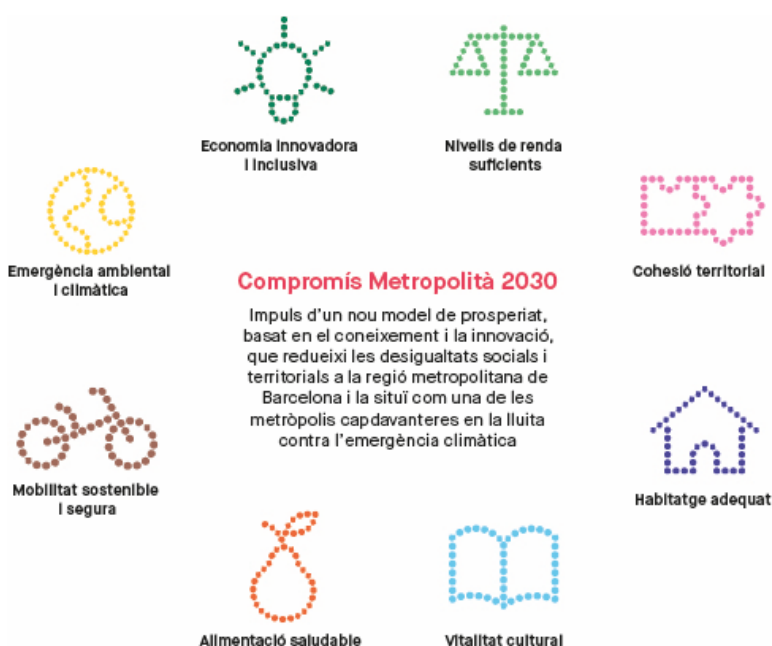 Economia innovadora
i inclusiva
Nivells de renda
suficients
Emergència ambiental
i climàtica
Cohesió territorial
Compromís Metropolità 2030
Impuls d'un nou model de prosperiat,
basat en el coneixement i la innovació,
que redueixi les desigualtats socials i
territorials a la regió metropolitana de
Barcelona i la situï com una de les
metròpolis capdavanteres en la lluita
contra l'emergència climàtica
Mobilitat sostenible
i segura
Habitatge adequat
Alimentació saludable
Vitalitat cultural